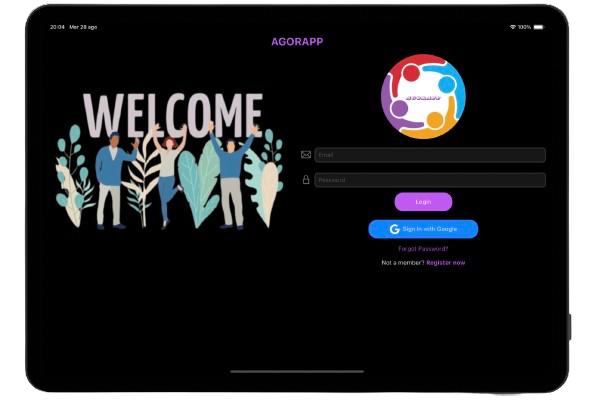 20:04 Mer 28 ago
100%
AGORAPP
AGORAPP
WELCOME
Email
Password
Login
G Sign In with Google
Forgot Password?
Not a member? Register now